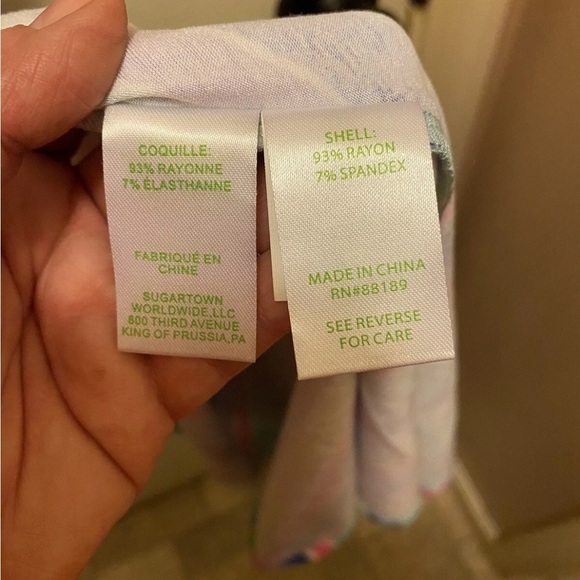 COQUILLE:
93% RAYONNE
7% ÉLASTHANNE
FABRIQUÉ EN
CHINE
SUGARTOWN
WORLDWIDE,LLC
800 THIRD AVENUE
KING OF PRUSSIA,PA
SHELL:
93% RAYON
7% SPANDEX
MADE IN CHINA
RN#88189
SEE REVERSE
FOR CARE